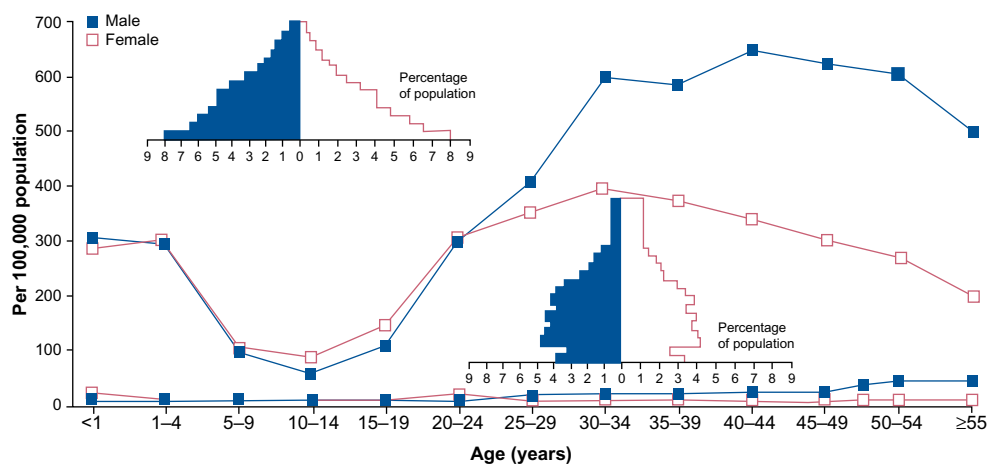 Male
Female
Per 100,000 population
700
600
500
400
300
200
100
0
Percentage
of population
9 8 7 6 5 4 3 2 1 0 1 2 3 4 5 6 7 8 9
Percentage
of population
9 8 7 6 5 4 3 2 1 0 1 2 3 4 5 6 7 8 9
<1 1–4 5–9 10–14 15–19 20–24 25–29 30–34 35–39 40–44 45–49 50–54 ≥55
Age (years)